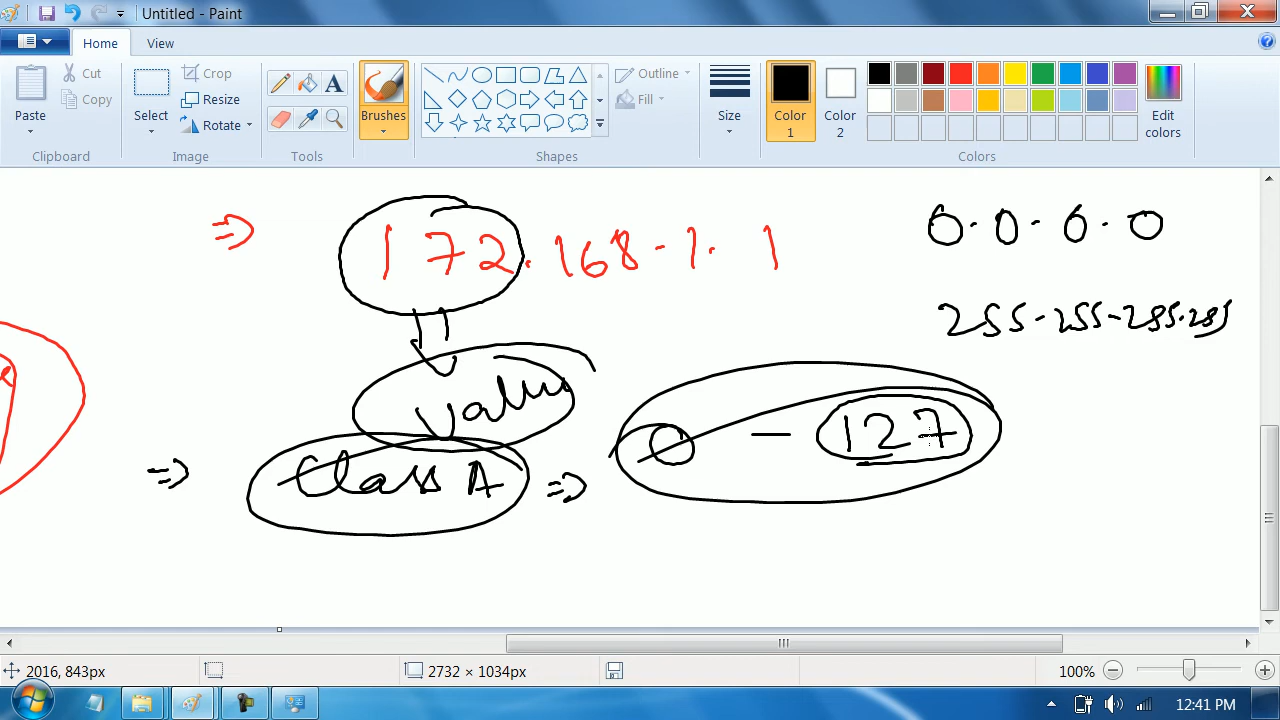 Untitled - Paint
Home View
Paste
Cut
Copy
Clipboard
Select
Crop
Resize
Rotate
Image
Tools
Brushes
Shapes
Outline
Fill
Size
Color 1
Color 2
Edit colors
Colors
⇒ 172.168.1.1
0.0.0.0
255.255.255.255
Value
⇒ Class A ⇒ 0 - 127
2016, 843px
2732 × 1034px
100%
12:41 PM